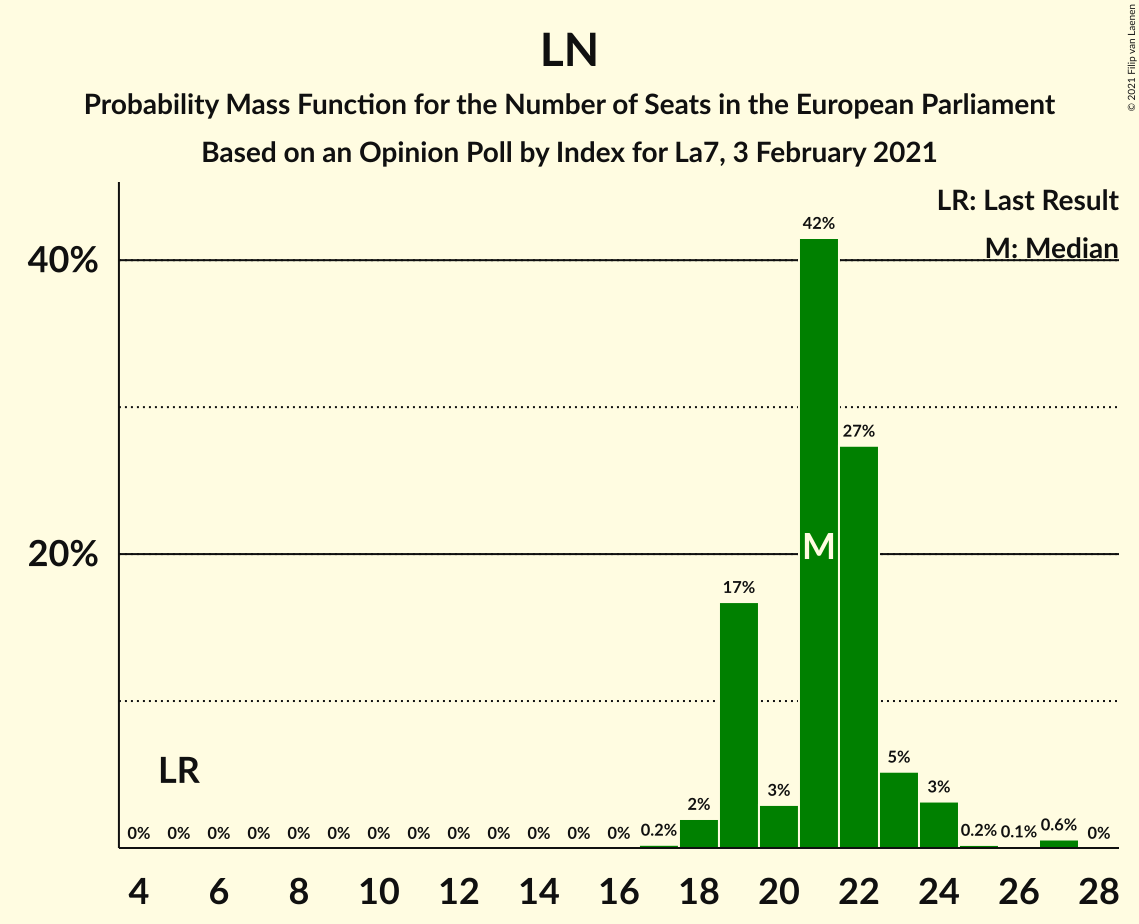 LN
Probability Mass Function for the Number of Seats in the European Parliament
Based on an Opinion Poll by Index for La7, 3 February 2021
© 2021 Filip van Laenen
LR: Last Result
M: Median
40%
20%
42%
27%
17%
5%
3%
3%
2%
0.6%
0.2%
0.2%
0.1%
0% 0% 0% 0% 0% 0% 0% 0% 0% 0% 0% 0% 0% 0%
M
LR
4 6 8 10 12 14 16 18 20 22 24 26 28